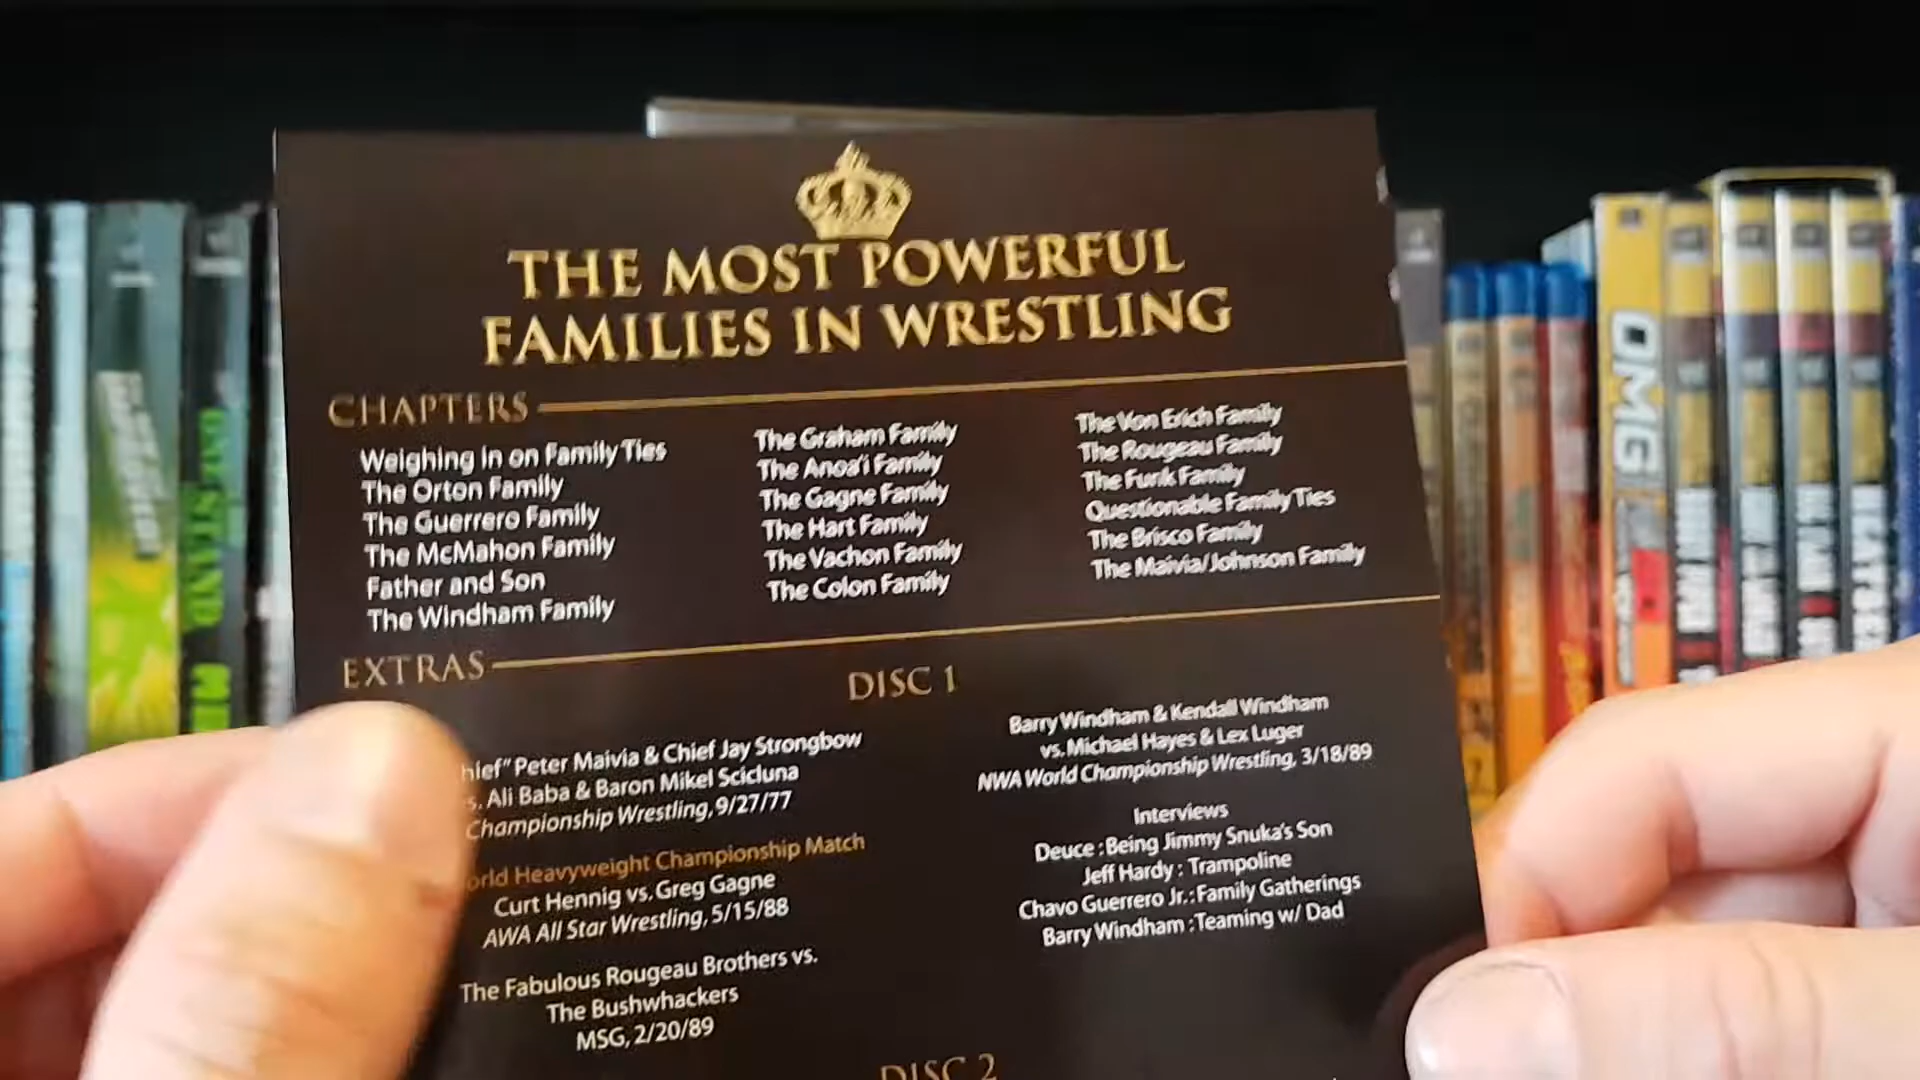 THE MOST POWERFUL
FAMILIES IN WRESTLING
CHAPTERS
Weighing in on Family Ties
The Orton Family
The Guerrero Family
The McMahon Family
Father and Son
The Windham Family
The Graham Family
The Anoa'i Family
The Gagne Family
The Hart Family
The Vachon Family
The Colon Family
The Von Erich Family
The Rougeau Family
The Funk Family
Questionable Family Ties
The Brisco Family
The Maivia/Johnson Family
EXTRAS
DISC 1
hief" Peter Maivia & Chief Jay Strongbow
s. Ali Baba & Baron Mikel Scicluna
Championship Wrestling, 9/27/77
orld Heavyweight Championship Match
Curt Hennig vs. Greg Gagne
AWA All Star Wrestling, 5/15/88
The Fabulous Rougeau Brothers vs.
The Bushwhackers
MSG, 2/20/89
Barry Windham & Kendall Windham
vs. Michael Hayes & Lex Luger
NWA World Championship Wrestling, 3/18/89
Interviews
Deuce : Being Jimmy Snuka's Son
Jeff Hardy : Trampoline
Chavo Guerrero Jr. : Family Gatherings
Barry Windham : Teaming w/ Dad
DISC 2
OMG!